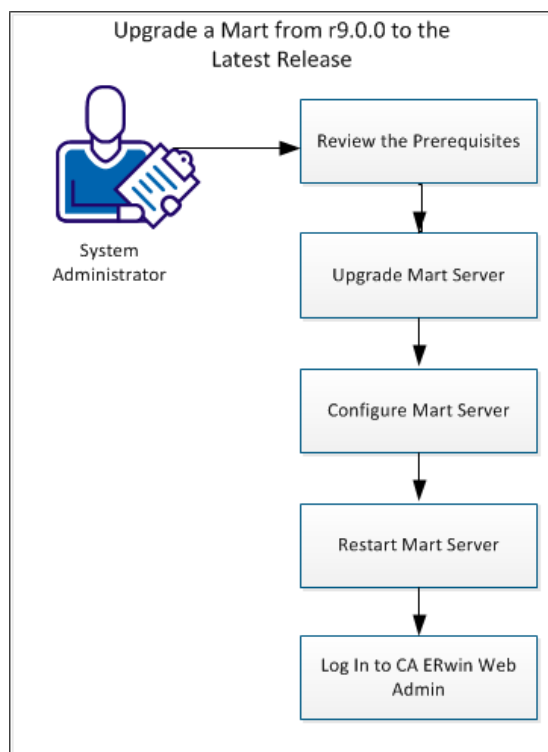 Upgrade a Mart from r9.0.0 to the
Latest Release
Review the Prerequisites
System
Administrator
Upgrade Mart Server
Configure Mart Server
Restart Mart Server
Log In to CA ERwin Web
Admin